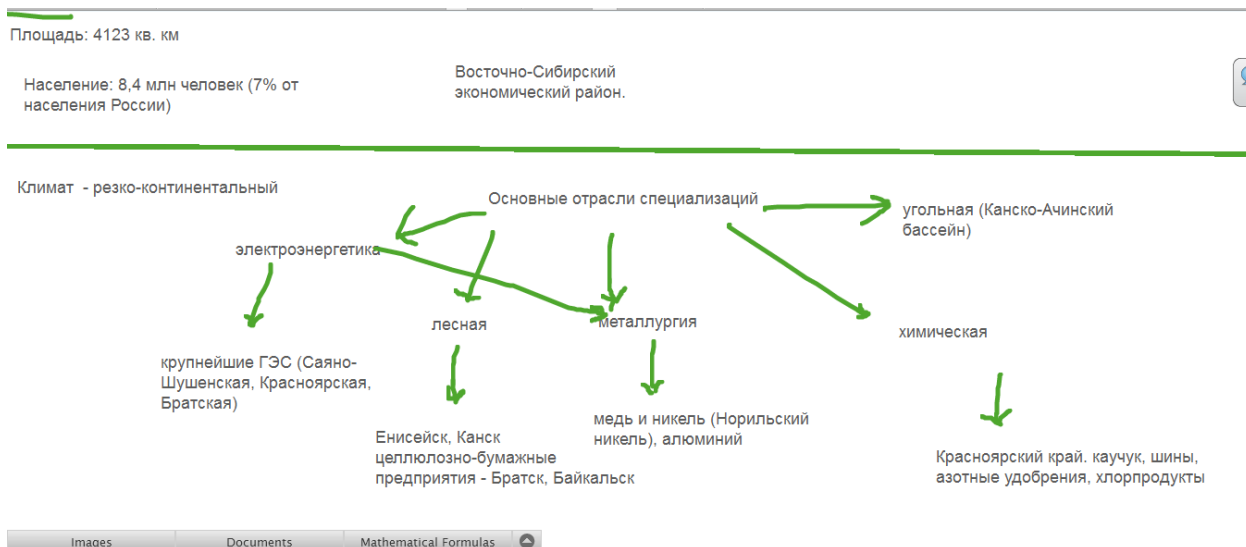 Площадь: 4123 кв. км
Население: 8,4 млн человек (7% от
населения России)
Восточно-Сибирский
экономический район.
Климат - резко-континентальный
Основные отрасли специализаций
угольная (Канско-Ачинский
бассейн)
электроэнергетика
лесная
металлургия
химическая
крупнейшие ГЭС (Саяно-
Шушенская, Красноярская,
Братская)
Енисейск, Канск
целлюлозно-бумажные
предприятия - Братск, Байкальск
медь и никель (Норильский
никель), алюминий
Красноярский край. каучук, шины,
азотные удобрения, хлорпродукты
Images
Documents
Mathematical Formulas